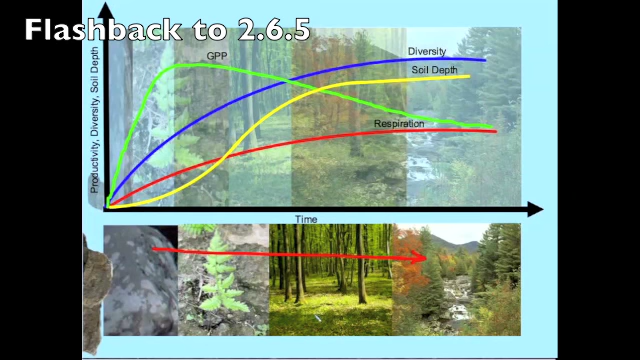 Flashback to 2.6.5
GPP
Diversity
Soil Depth
Respiration
Productivity, Diversity, Soil Depth
Time